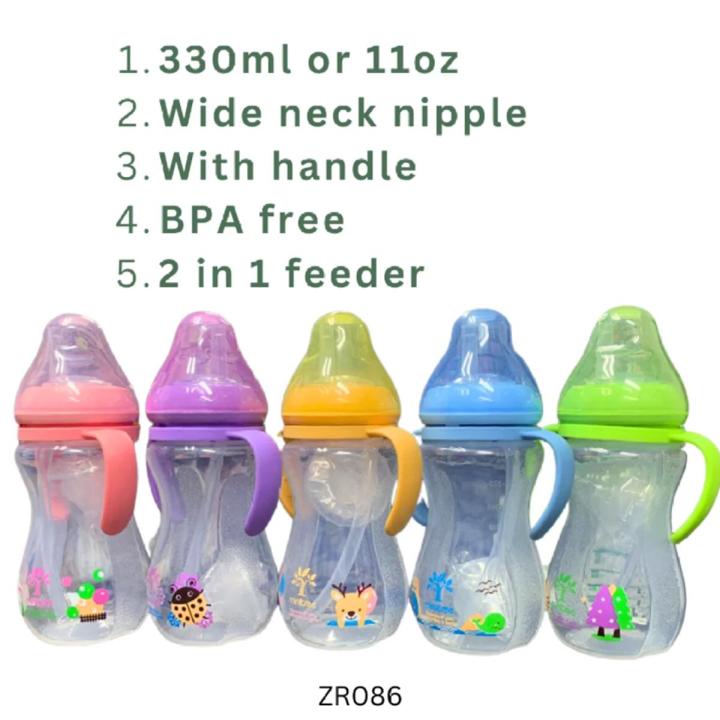 1. 330ml or 11oz
2. Wide neck nipple
3. With handle
4. BPA free
5. 2 in 1 feeder
ZR086